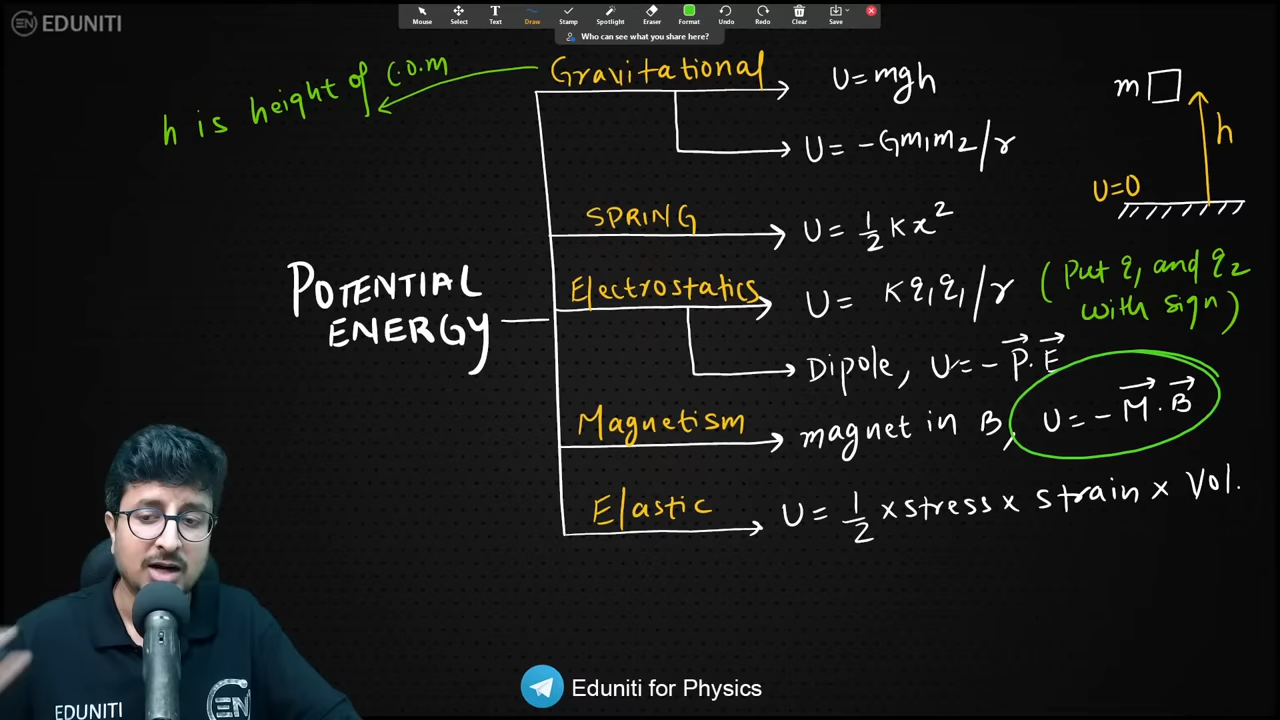 EDUNITI
Mouse Select Text Draw Stamp Spotlight Eraser Format Undo Redo Clear Save
Who can see what you share here?
h is height of C.O.M
Gravitational
U=mgh
m
h
U = -Gm₁m₂/r
U=0
SPRING
U = 1/2 Kx²
POTENTIAL
ENERGY
Electrostatics
U = Kq₁q₁/r
(Put q₁ and q₂
with sign)
Dipole, U = - P⃗.E⃗
Magnetism
magnet in B, U = - M⃗.B⃗
Elastic
U = 1/2 × stress × strain × Vol.
Eduniti for Physics
EDUNITI
EN